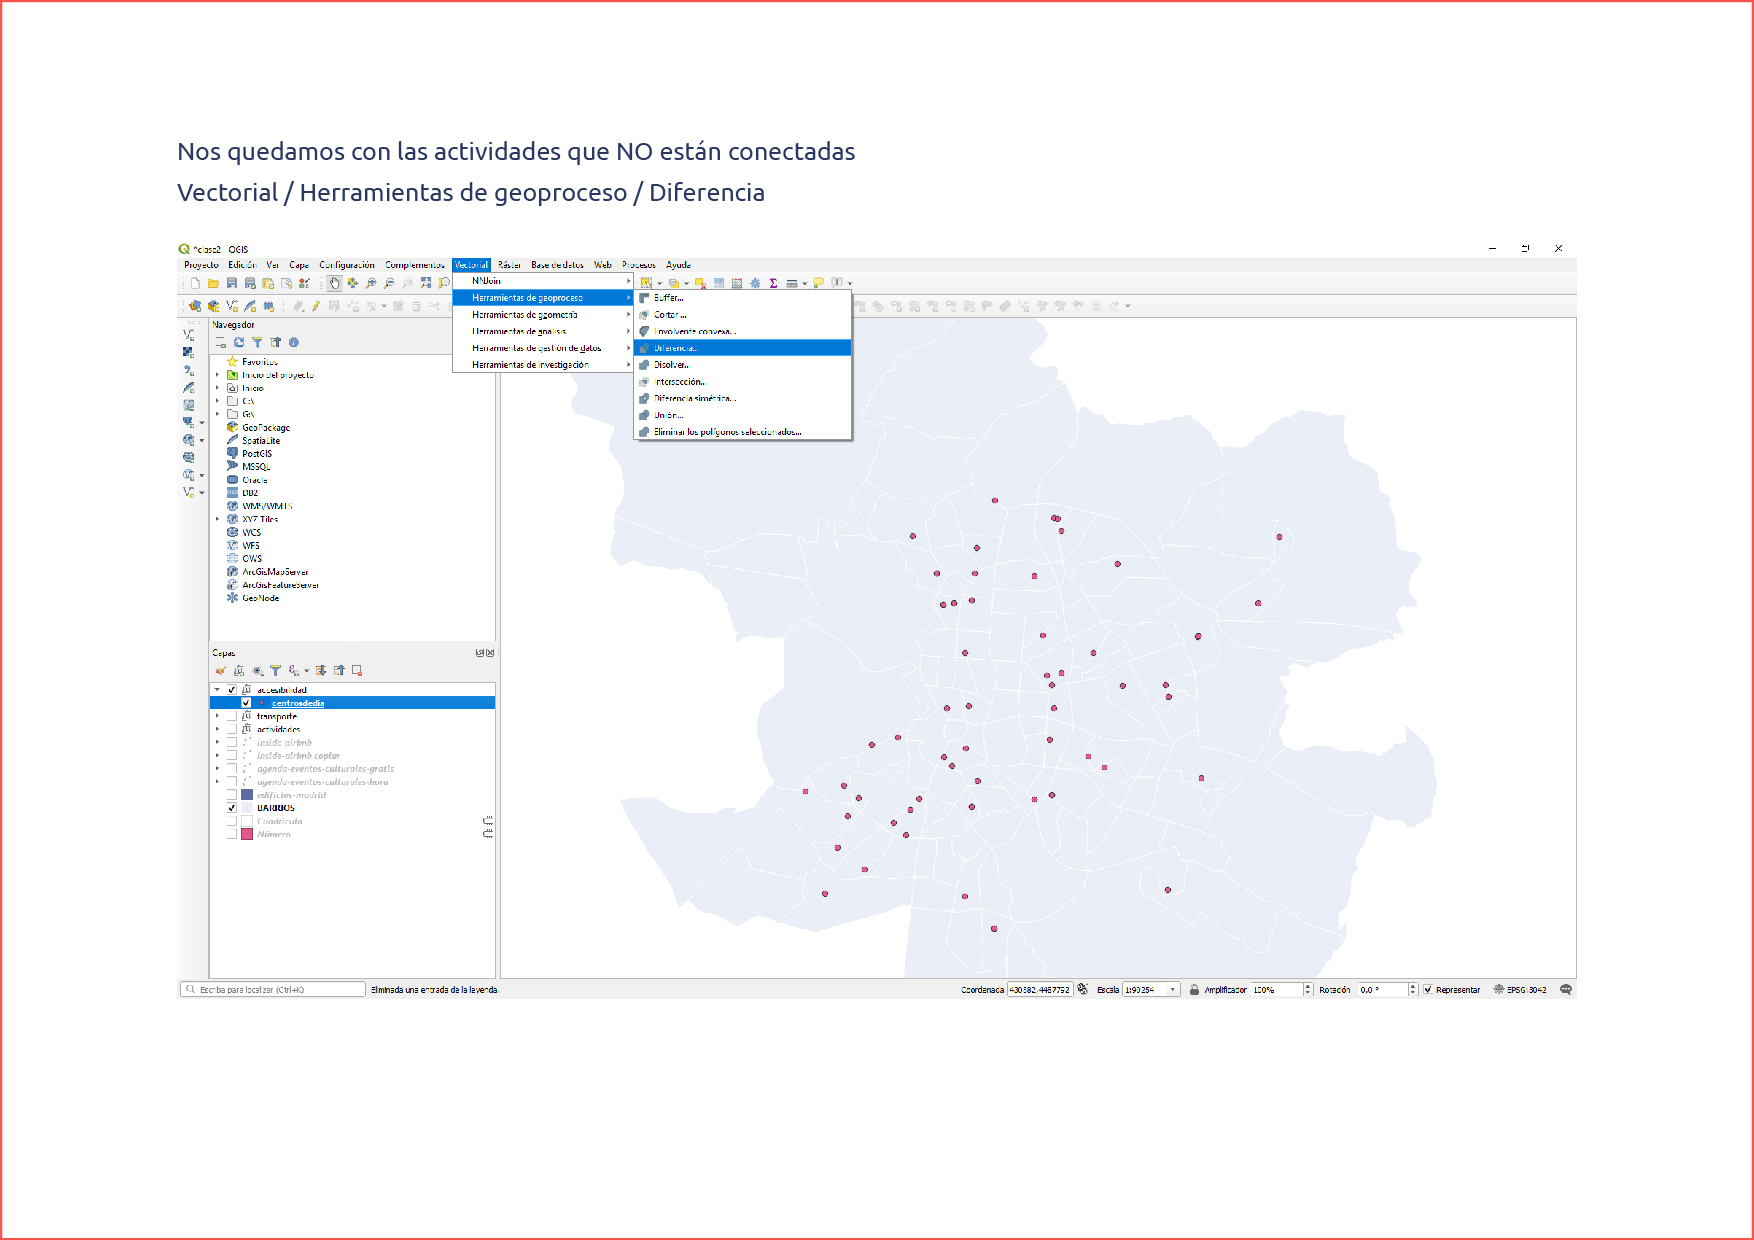 Nos quedamos con las actividades que NO están conectadas
Vectorial / Herramientas de geoproceso / Diferencia
*clase2 - QGIS
Proyecto Edición Ver Capa Configuración Complementos Vectorial Ráster Base de datos Web Procesos Ayuda
NNJoin
Herramientas de geoproceso
Herramientas de geometría
Herramientas de análisis
Herramientas de gestión de datos
Herramientas de investigación
Buffer...
Cortar ...
Envolvente convexa...
Diferencia...
Disolver...
Intersección...
Diferencia simétrica...
Unión...
Eliminar los polígonos seleccionados...
Navegador
Favoritos
Inicio del proyecto
Inicio
C:\
G:\
GeoPackage
SpatiaLite
PostGIS
MSSQL
Oracle
DB2
WMS/WMTS
XYZ Tiles
WCS
WFS
OWS
ArcGisMapServer
ArcGisFeatureServer
GeoNode
Capas
accesibilidad
centrosdedia
transporte
actividades
inside-airbnb
inside-airbnb copiar
agenda-eventos-culturales-gratis
agenda-eventos-culturales-hora
edificios-madrid
BARRIOS
Cuadrícula
Número
Escriba para localizar (Ctrl+K) Eliminada una entrada de la leyenda. Coordenada 430582,4487792 Escala 1:90254 Amplificador 100% Rotación 0,0 ° Representar EPSG:3042